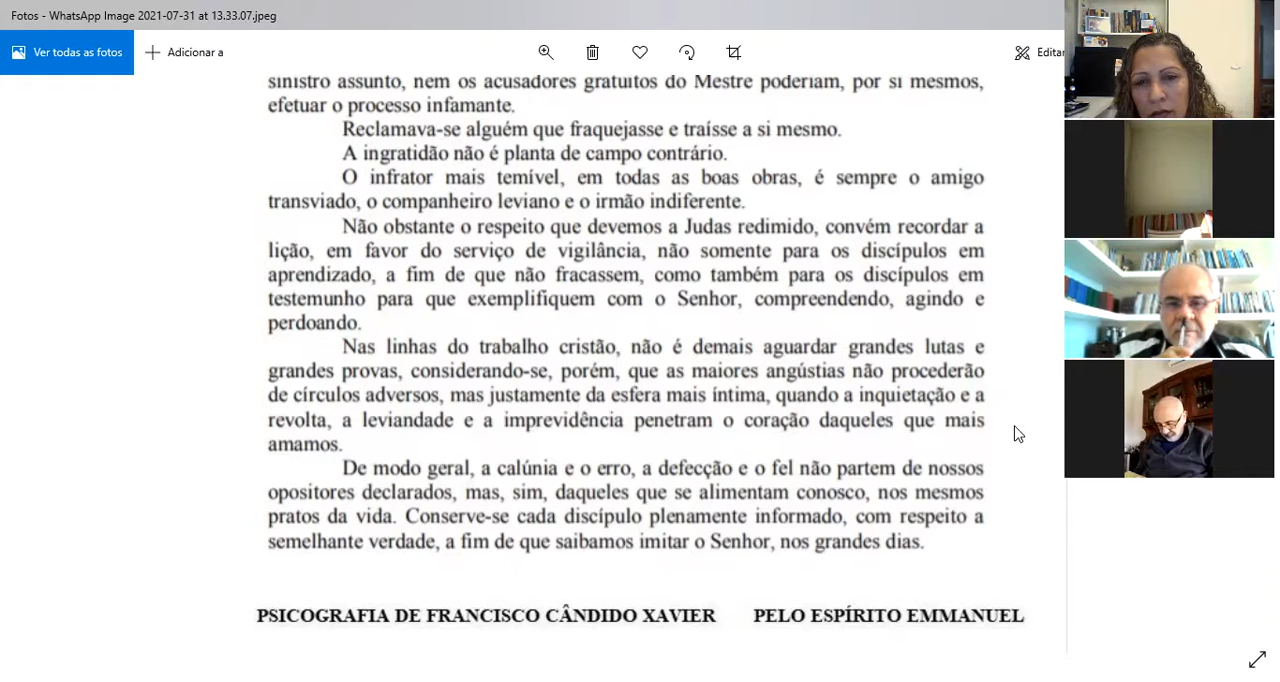 Fotos - WhatsApp Image 2021-07-31 at 13.33.07.jpeg
Ver todas as fotos
Adicionar a
Editar
sinistro assunto, nem os acusadores gratuitos do Mestre poderiam, por si mesmos,
efetuar o processo infamante.
Reclamava-se alguém que fraquejasse e traísse a si mesmo.
A ingratidão não é planta de campo contrário.
O infrator mais temível, em todas as boas obras, é sempre o amigo
transviado, o companheiro leviano e o irmão indiferente.
Não obstante o respeito que devemos a Judas redimido, convém recordar a
lição, em favor do serviço de vigilância, não somente para os discípulos em
aprendizado, a fim de que não fracassem, como também para os discípulos em
testemunho para que exemplifiquem com o Senhor, compreendendo, agindo e
perdoando.
Nas linhas do trabalho cristão, não é demais aguardar grandes lutas e
grandes provas, considerando-se, porém, que as maiores angústias não procederão
de círculos adversos, mas justamente da esfera mais íntima, quando a inquietação e a
revolta, a leviandade e a imprevidência penetram o coração daqueles que mais
amamos.
De modo geral, a calúnia e o erro, a defecção e o fel não partem de nossos
opositores declarados, mas, sim, daqueles que se alimentam conosco, nos mesmos
pratos da vida. Conserve-se cada discípulo plenamente informado, com respeito a
semelhante verdade, a fim de que saibamos imitar o Senhor, nos grandes dias.
PSICOGRAFIA DE FRANCISCO CÂNDIDO XAVIER PELO ESPÍRITO EMMANUEL